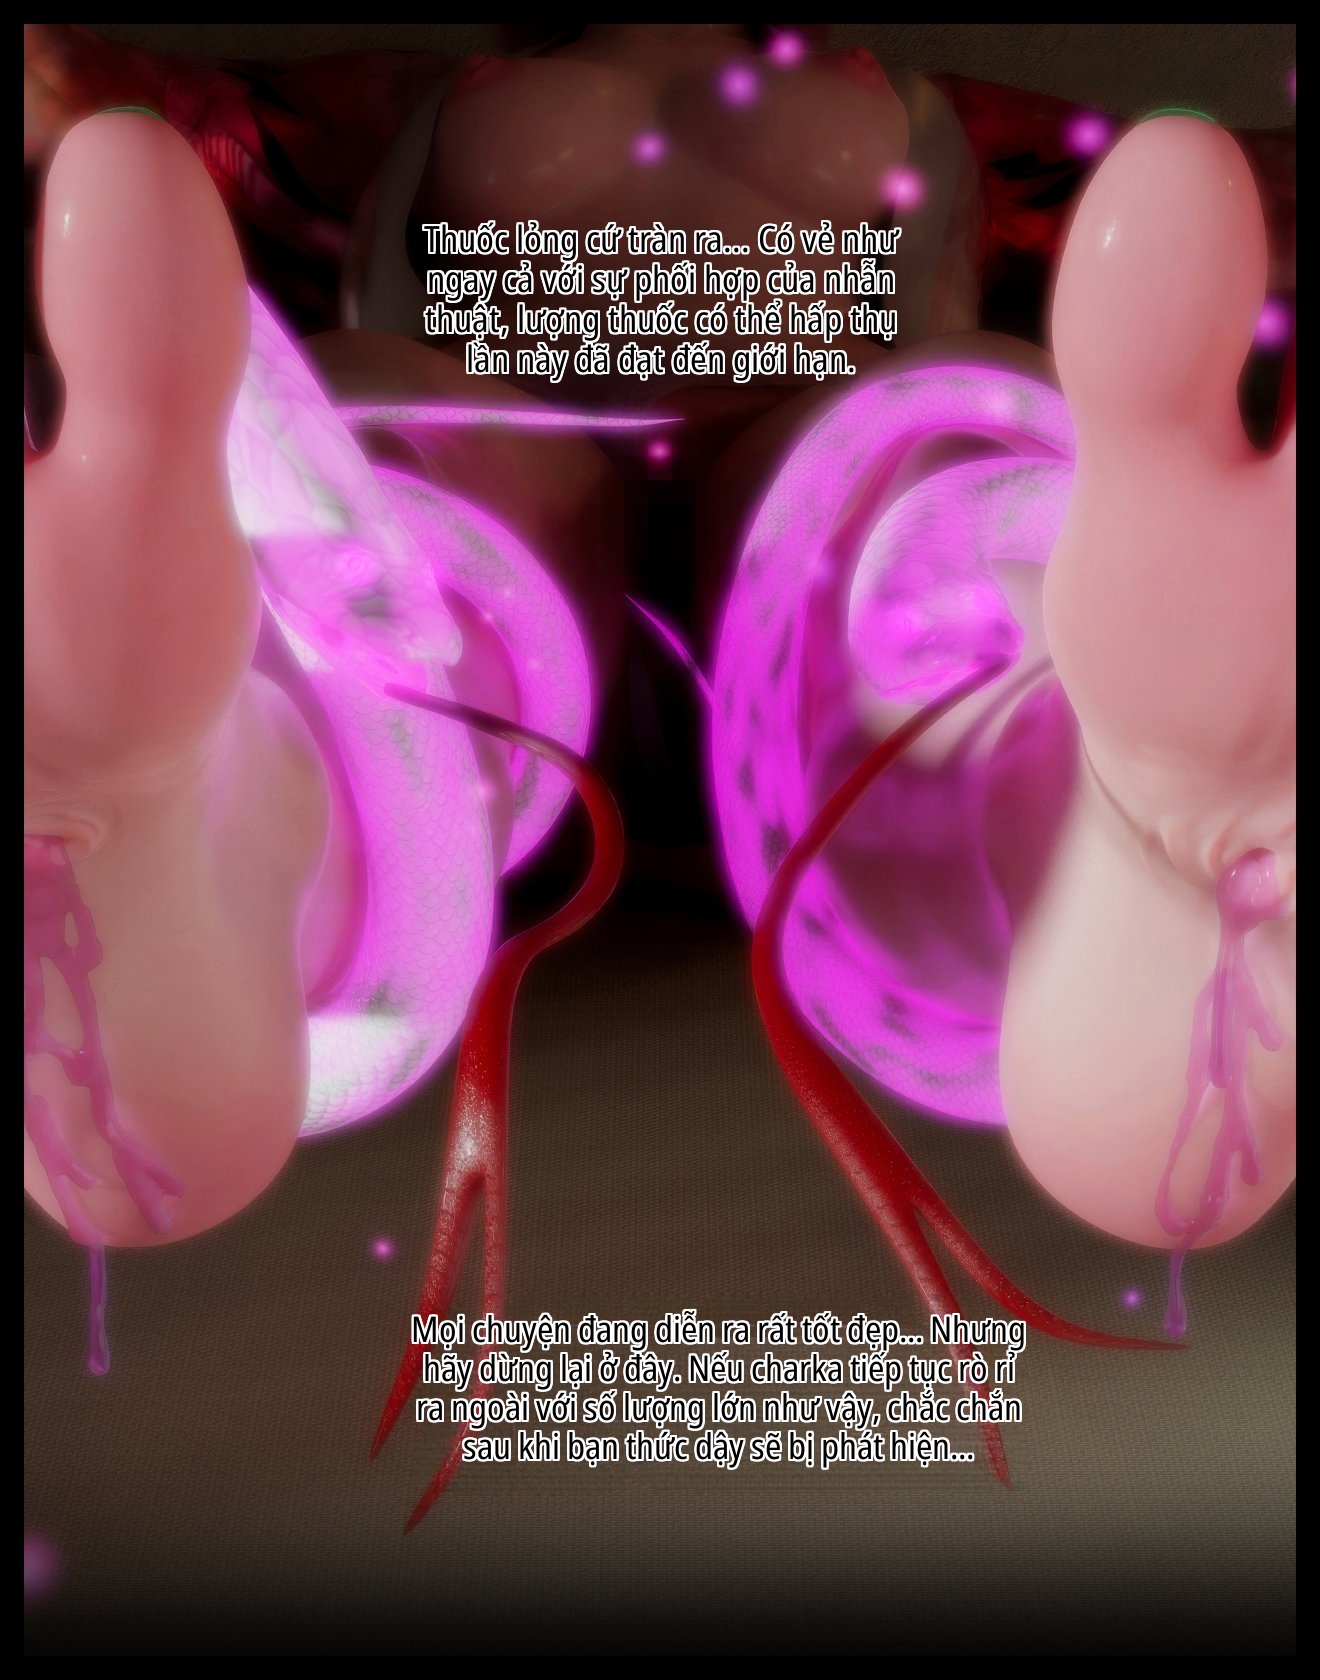 Thuốc lỏng cứ tràn ra... Có vẻ như
ngay cả với sự phối hợp của nhẫn
thuật, lượng thuốc có thể hấp thụ
lần này đã đạt đến giới hạn.
Mọi chuyện đang diễn ra rất tốt đẹp... Nhưng
hãy dừng lại ở đây. Nếu charka tiếp tục rò rỉ
ra ngoài với số lượng lớn như vậy, chắc chắn
sau khi bạn thức dậy sẽ bị phát hiện...